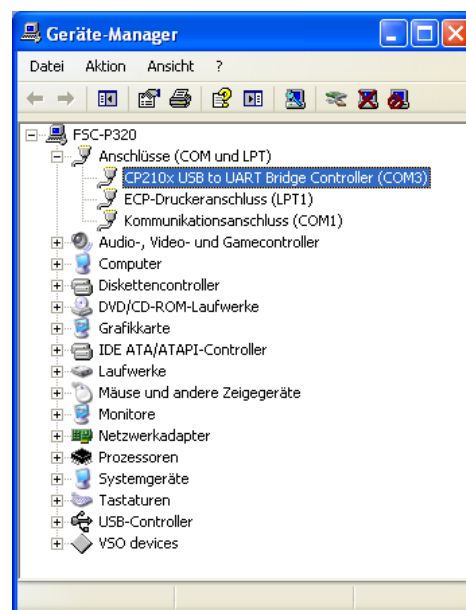 Geräte-Manager
Datei Aktion Ansicht ?
FSC-P320
Anschlüsse (COM und LPT)
CP210x USB to UART Bridge Controller (COM3)
ECP-Druckeranschluss (LPT1)
Kommunikationsanschluss (COM1)
Audio-, Video- und Gamecontroller
Computer
Diskettencontroller
DVD/CD-ROM-Laufwerke
Grafikkarte
IDE ATA/ATAPI-Controller
Laufwerke
Mäuse und andere Zeigegeräte
Monitore
Netzwerkadapter
Prozessoren
Systemgeräte
Tastaturen
USB-Controller
VSO devices